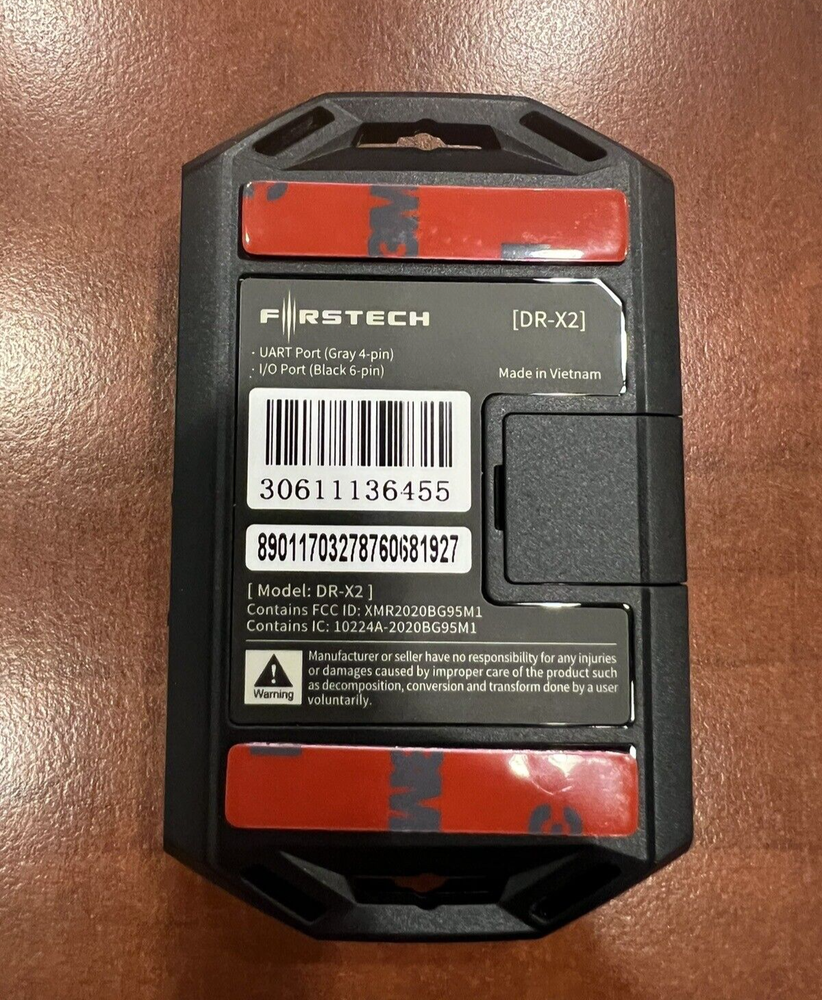 3M
FIRSTECH [DR-X2]
· UART Port (Gray 4-pin)
· I/O Port (Black 6-pin) Made in Vietnam
30611136455
89011703278760681927
[ Model: DR-X2 ]
Contains FCC ID: XMR2020BG95M1
Contains IC: 10224A-2020BG95M1
Manufacturer or seller have no responsibility for any injuries
or damages caused by improper care of the product such
as decomposition, conversion and transform done by a user
voluntarily.
Warning
3M
3